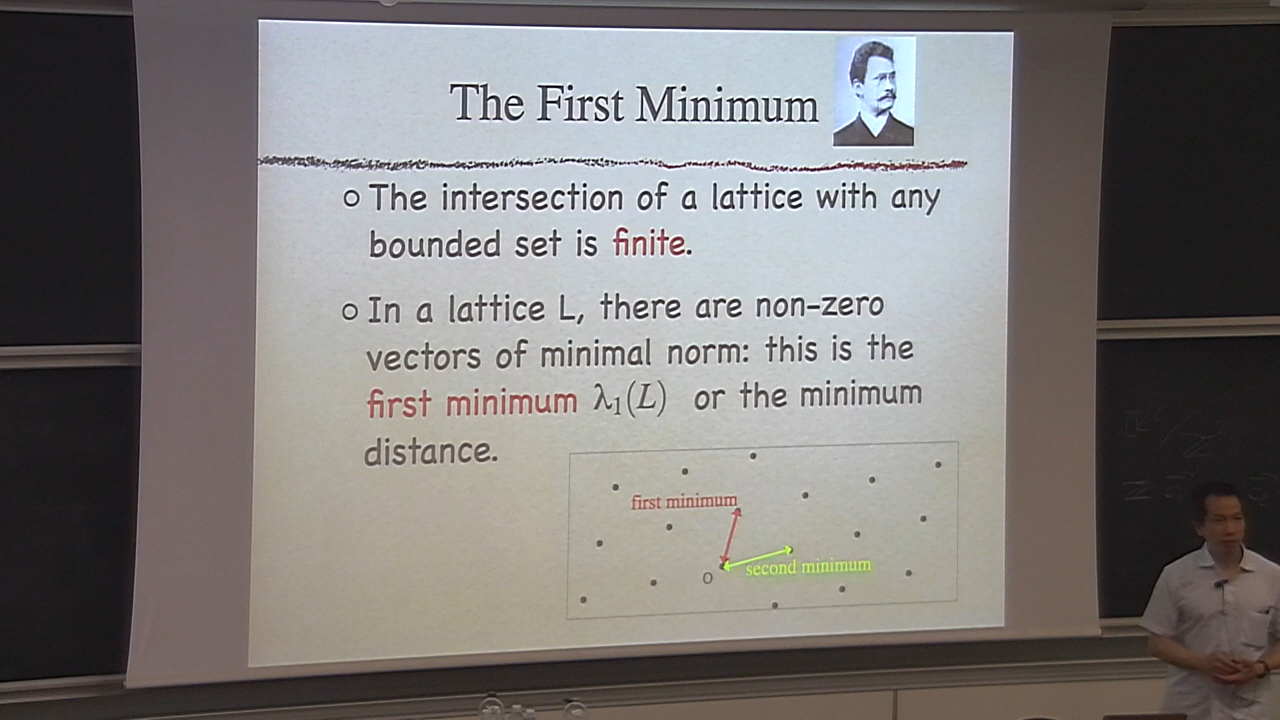 The First Minimum
The intersection of a lattice with any
bounded set is finite.
In a lattice L, there are non-zero
vectors of minimal norm: this is the
first minimum λ₁(L) or the minimum
distance.
first minimum
second minimum
O